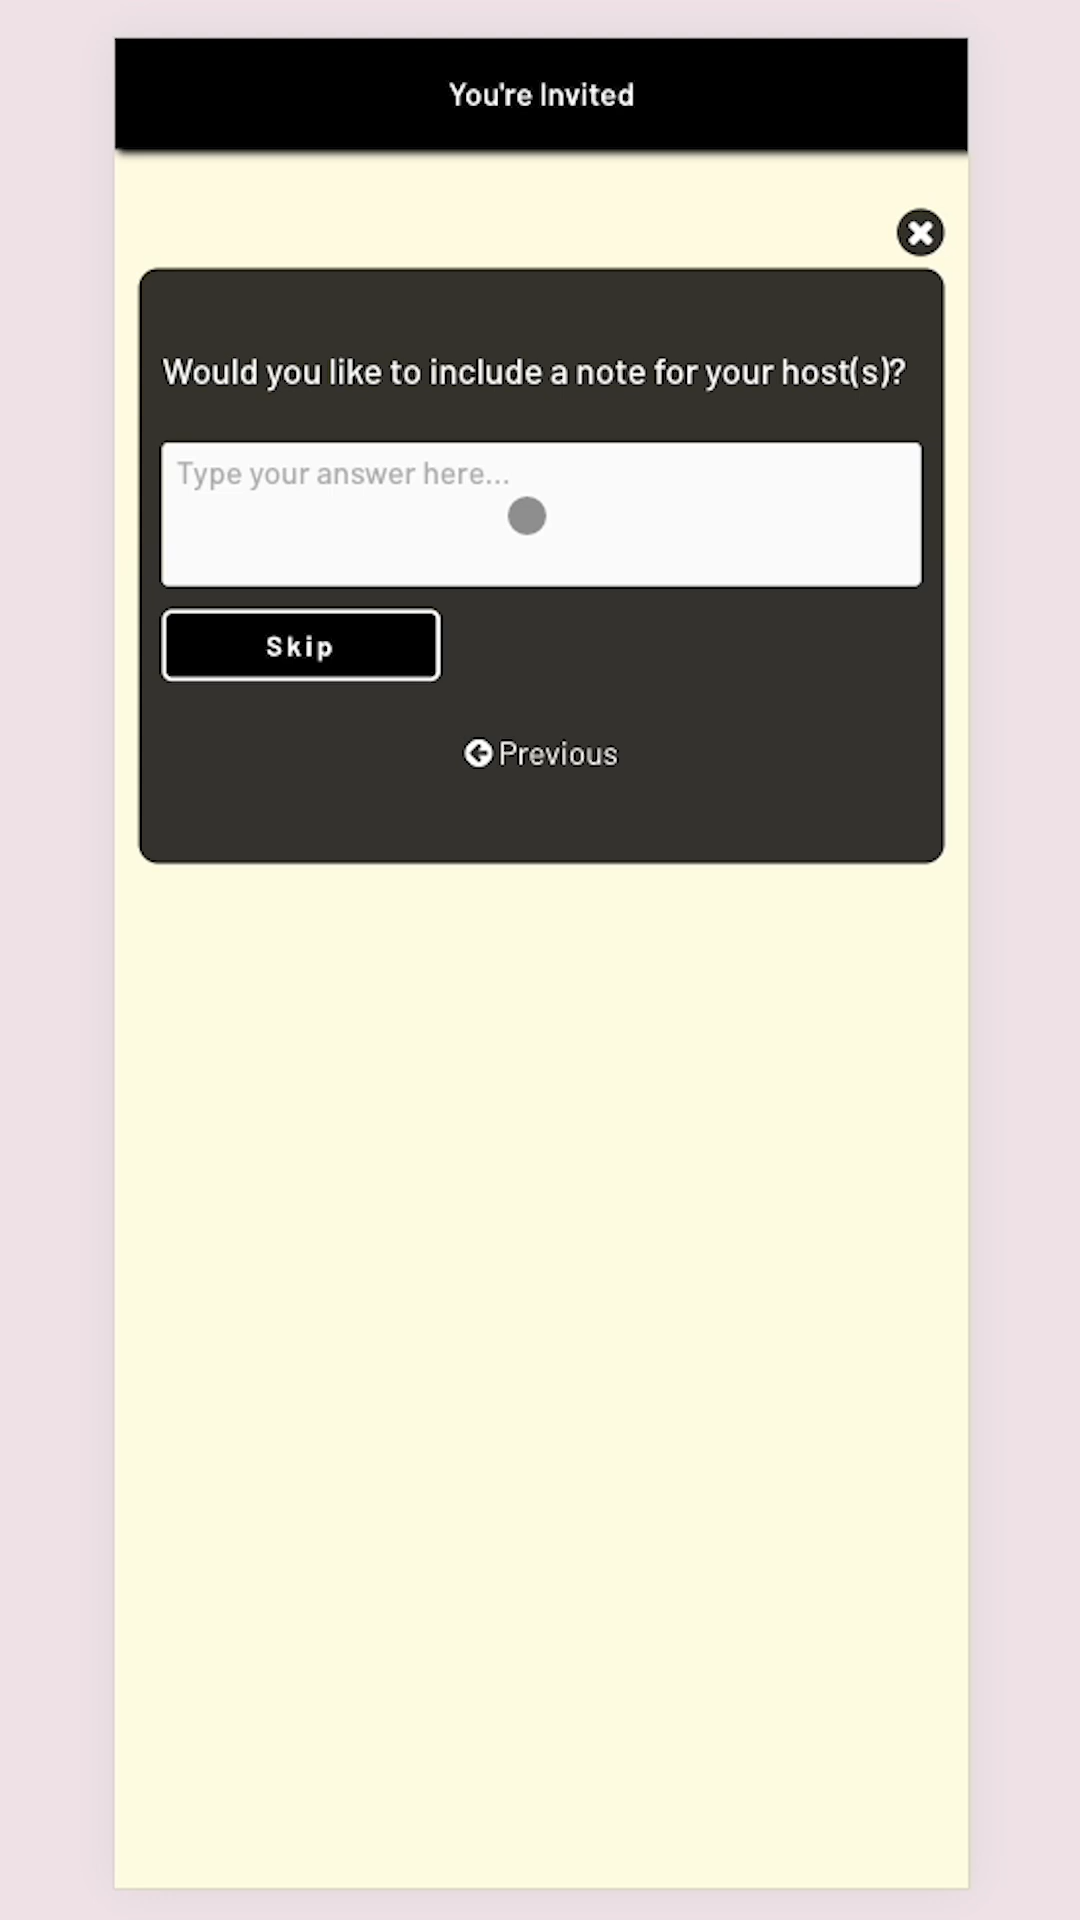 You're Invited
Would you like to include a note for your host(s)?
Type your answer here...
Skip
Previous